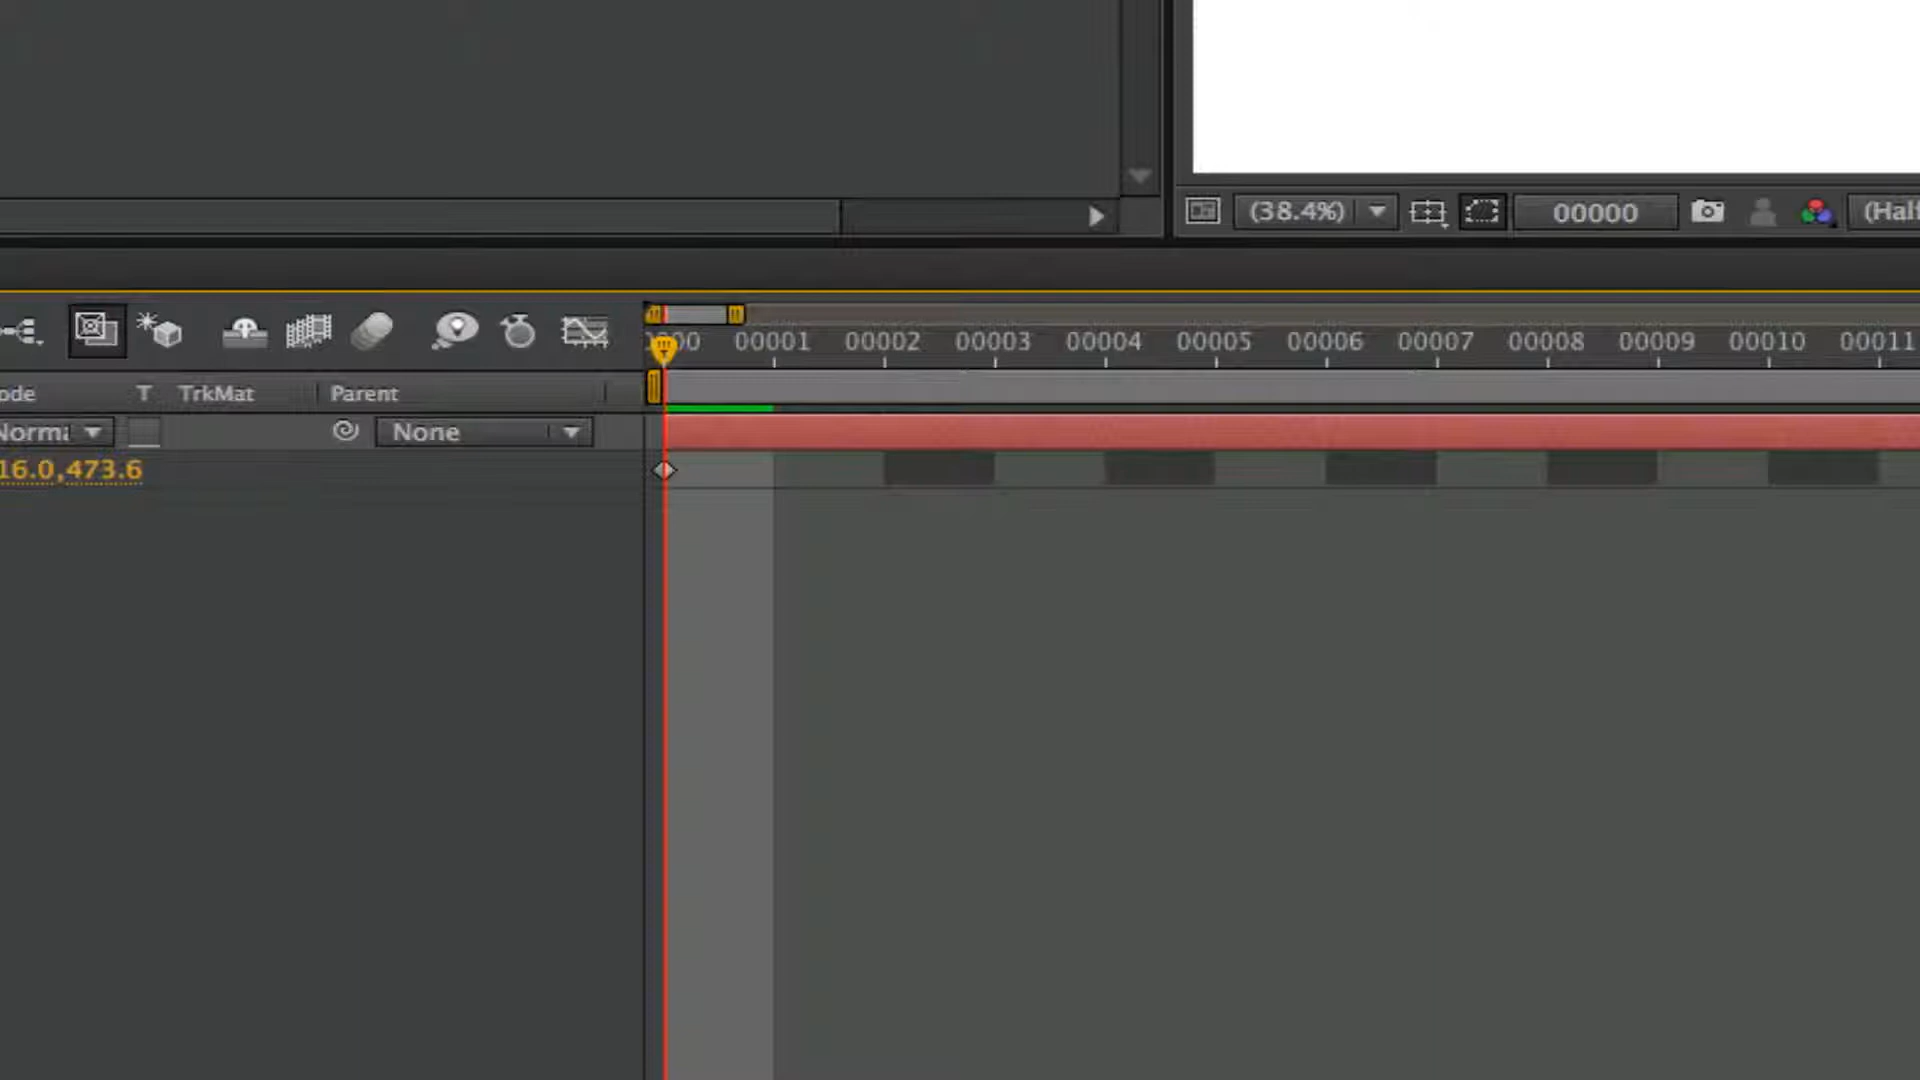 (38.4%) 00000 (Half
000 00001 00002 00003 00004 00005 00006 00007 00008 00009 00010 00011
ode T TrkMat Parent
Norma None
16.0,473.6